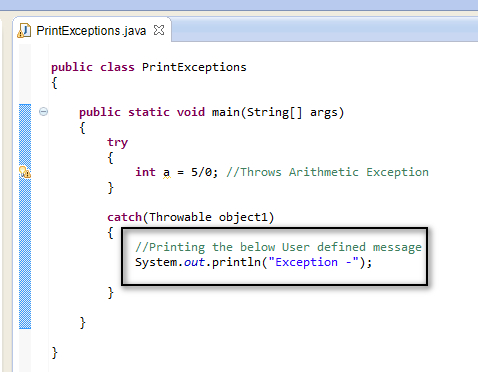 PrintExceptions.java
public class PrintExceptions
{
public static void main(String[] args)
{
try
{
int a = 5/0; //Throws Arithmetic Exception
}
catch(Throwable object1)
{
//Printing the below User defined message
System.out.println("Exception -");
}
}
}